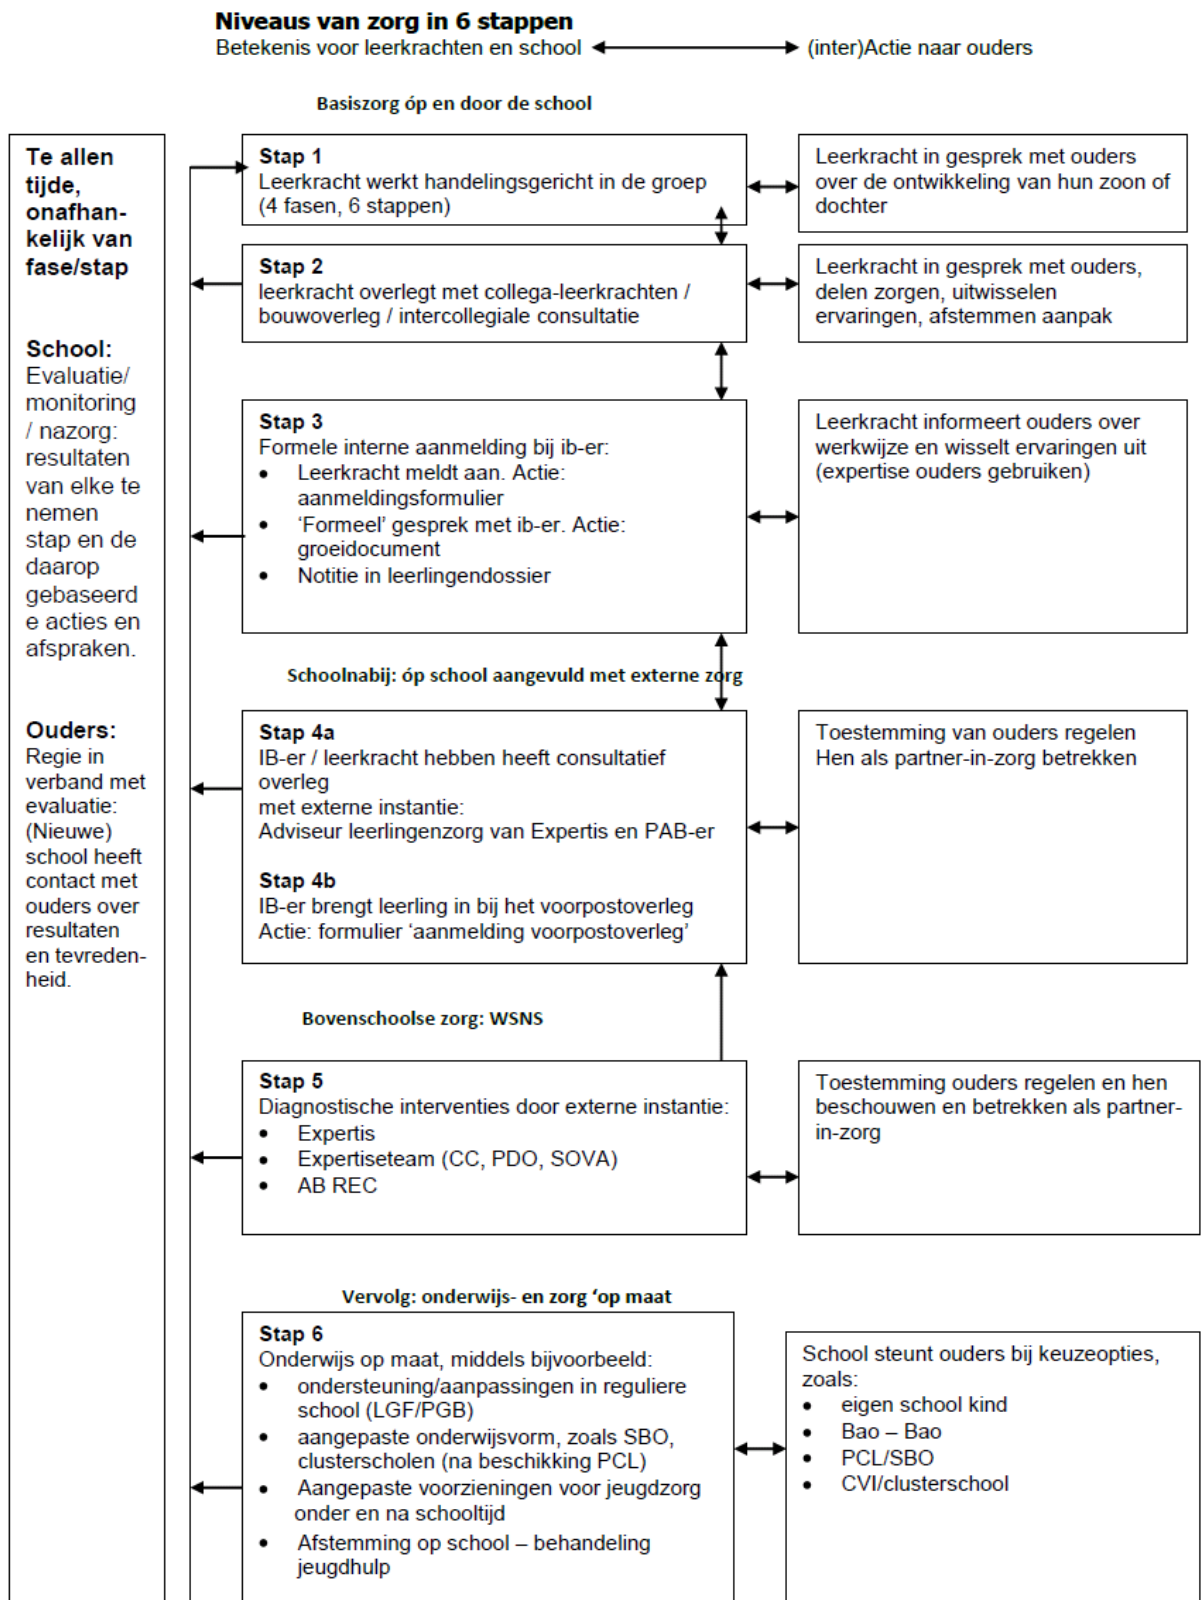 Niveaus van zorg in 6 stappen
Betekenis voor leerkrachten en school
(inter)Actie naar ouders
Basiszorg óp en door de school
Te allen
tijde,
onafhan-
kelijk van
fase/stap
School:
Evaluatie/
monitoring
/ nazorg:
resultaten
van elke te
nemen
stap en de
daarop
gebaseerd
e acties en
afspraken.
Ouders:
Regie in
verband met
evaluatie:
(Nieuwe)
school heeft
contact met
ouders over
resultaten
en tevreden-
heid.
Stap 1
Leerkracht werkt handelingsgericht in de groep
(4 fasen, 6 stappen)
Leerkracht in gesprek met ouders
over de ontwikkeling van hun zoon of
dochter
Stap 2
leerkracht overlegt met collega-leerkrachten /
bouwoverleg / intercollegiale consultatie
Leerkracht in gesprek met ouders,
delen zorgen, uitwisselen
ervaringen, afstemmen aanpak
Stap 3
Formele interne aanmelding bij ib-er:
• Leerkracht meldt aan. Actie:
aanmeldingsformulier
• ‘Formeel’ gesprek met ib-er. Actie:
groeidocument
• Notitie in leerlingendossier
Leerkracht informeert ouders over
werkwijze en wisselt ervaringen uit
(expertise ouders gebruiken)
Schoolnabij: óp school aangevuld met externe zorg
Stap 4a
IB-er / leerkracht hebben heeft consultatief
overleg
met externe instantie:
Adviseur leerlingenzorg van Expertis en PAB-er
Stap 4b
IB-er brengt leerling in bij het voorpostoverleg
Actie: formulier ‘aanmelding voorpostoverleg’
Toestemming van ouders regelen
Hen als partner-in-zorg betrekken
Bovenschoolse zorg: WSNS
Stap 5
Diagnostische interventies door externe instantie:
• Expertis
• Expertiseteam (CC, PDO, SOVA)
• AB REC
Toestemming ouders regelen en hen
beschouwen en betrekken als partner-
in-zorg
Vervolg: onderwijs- en zorg ‘op maat
Stap 6
Onderwijs op maat, middels bijvoorbeeld:
• ondersteuning/aanpassingen in reguliere
school (LGF/PGB)
• aangepaste onderwijsvorm, zoals SBO,
clusterscholen (na beschikking PCL)
• Aangepaste voorzieningen voor jeugdzorg
onder en na schooltijd
• Afstemming op school – behandeling
jeugdhulp
School steunt ouders bij keuzeopties,
zoals:
• eigen school kind
• Bao – Bao
• PCL/SBO
• CVI/clusterschool